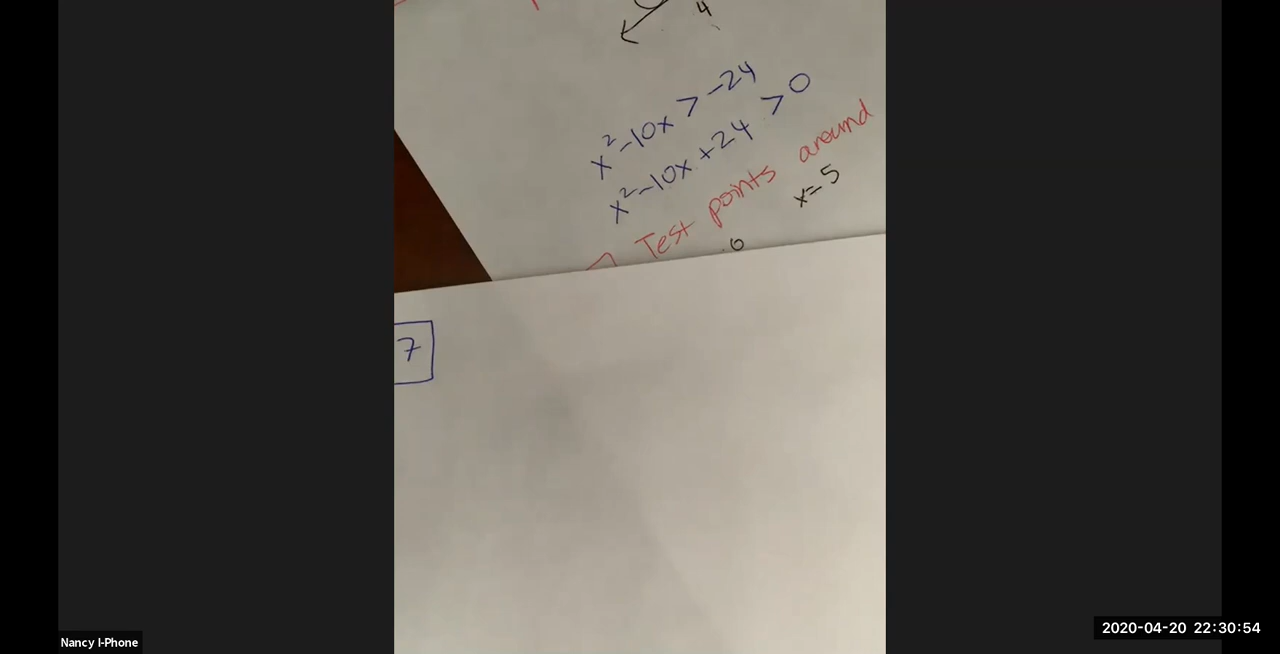 4
x²-10x > -24
x²-10x +24 > 0
Test points around
x=5
0
7
Nancy I-Phone
2020-04-20 22:30:54